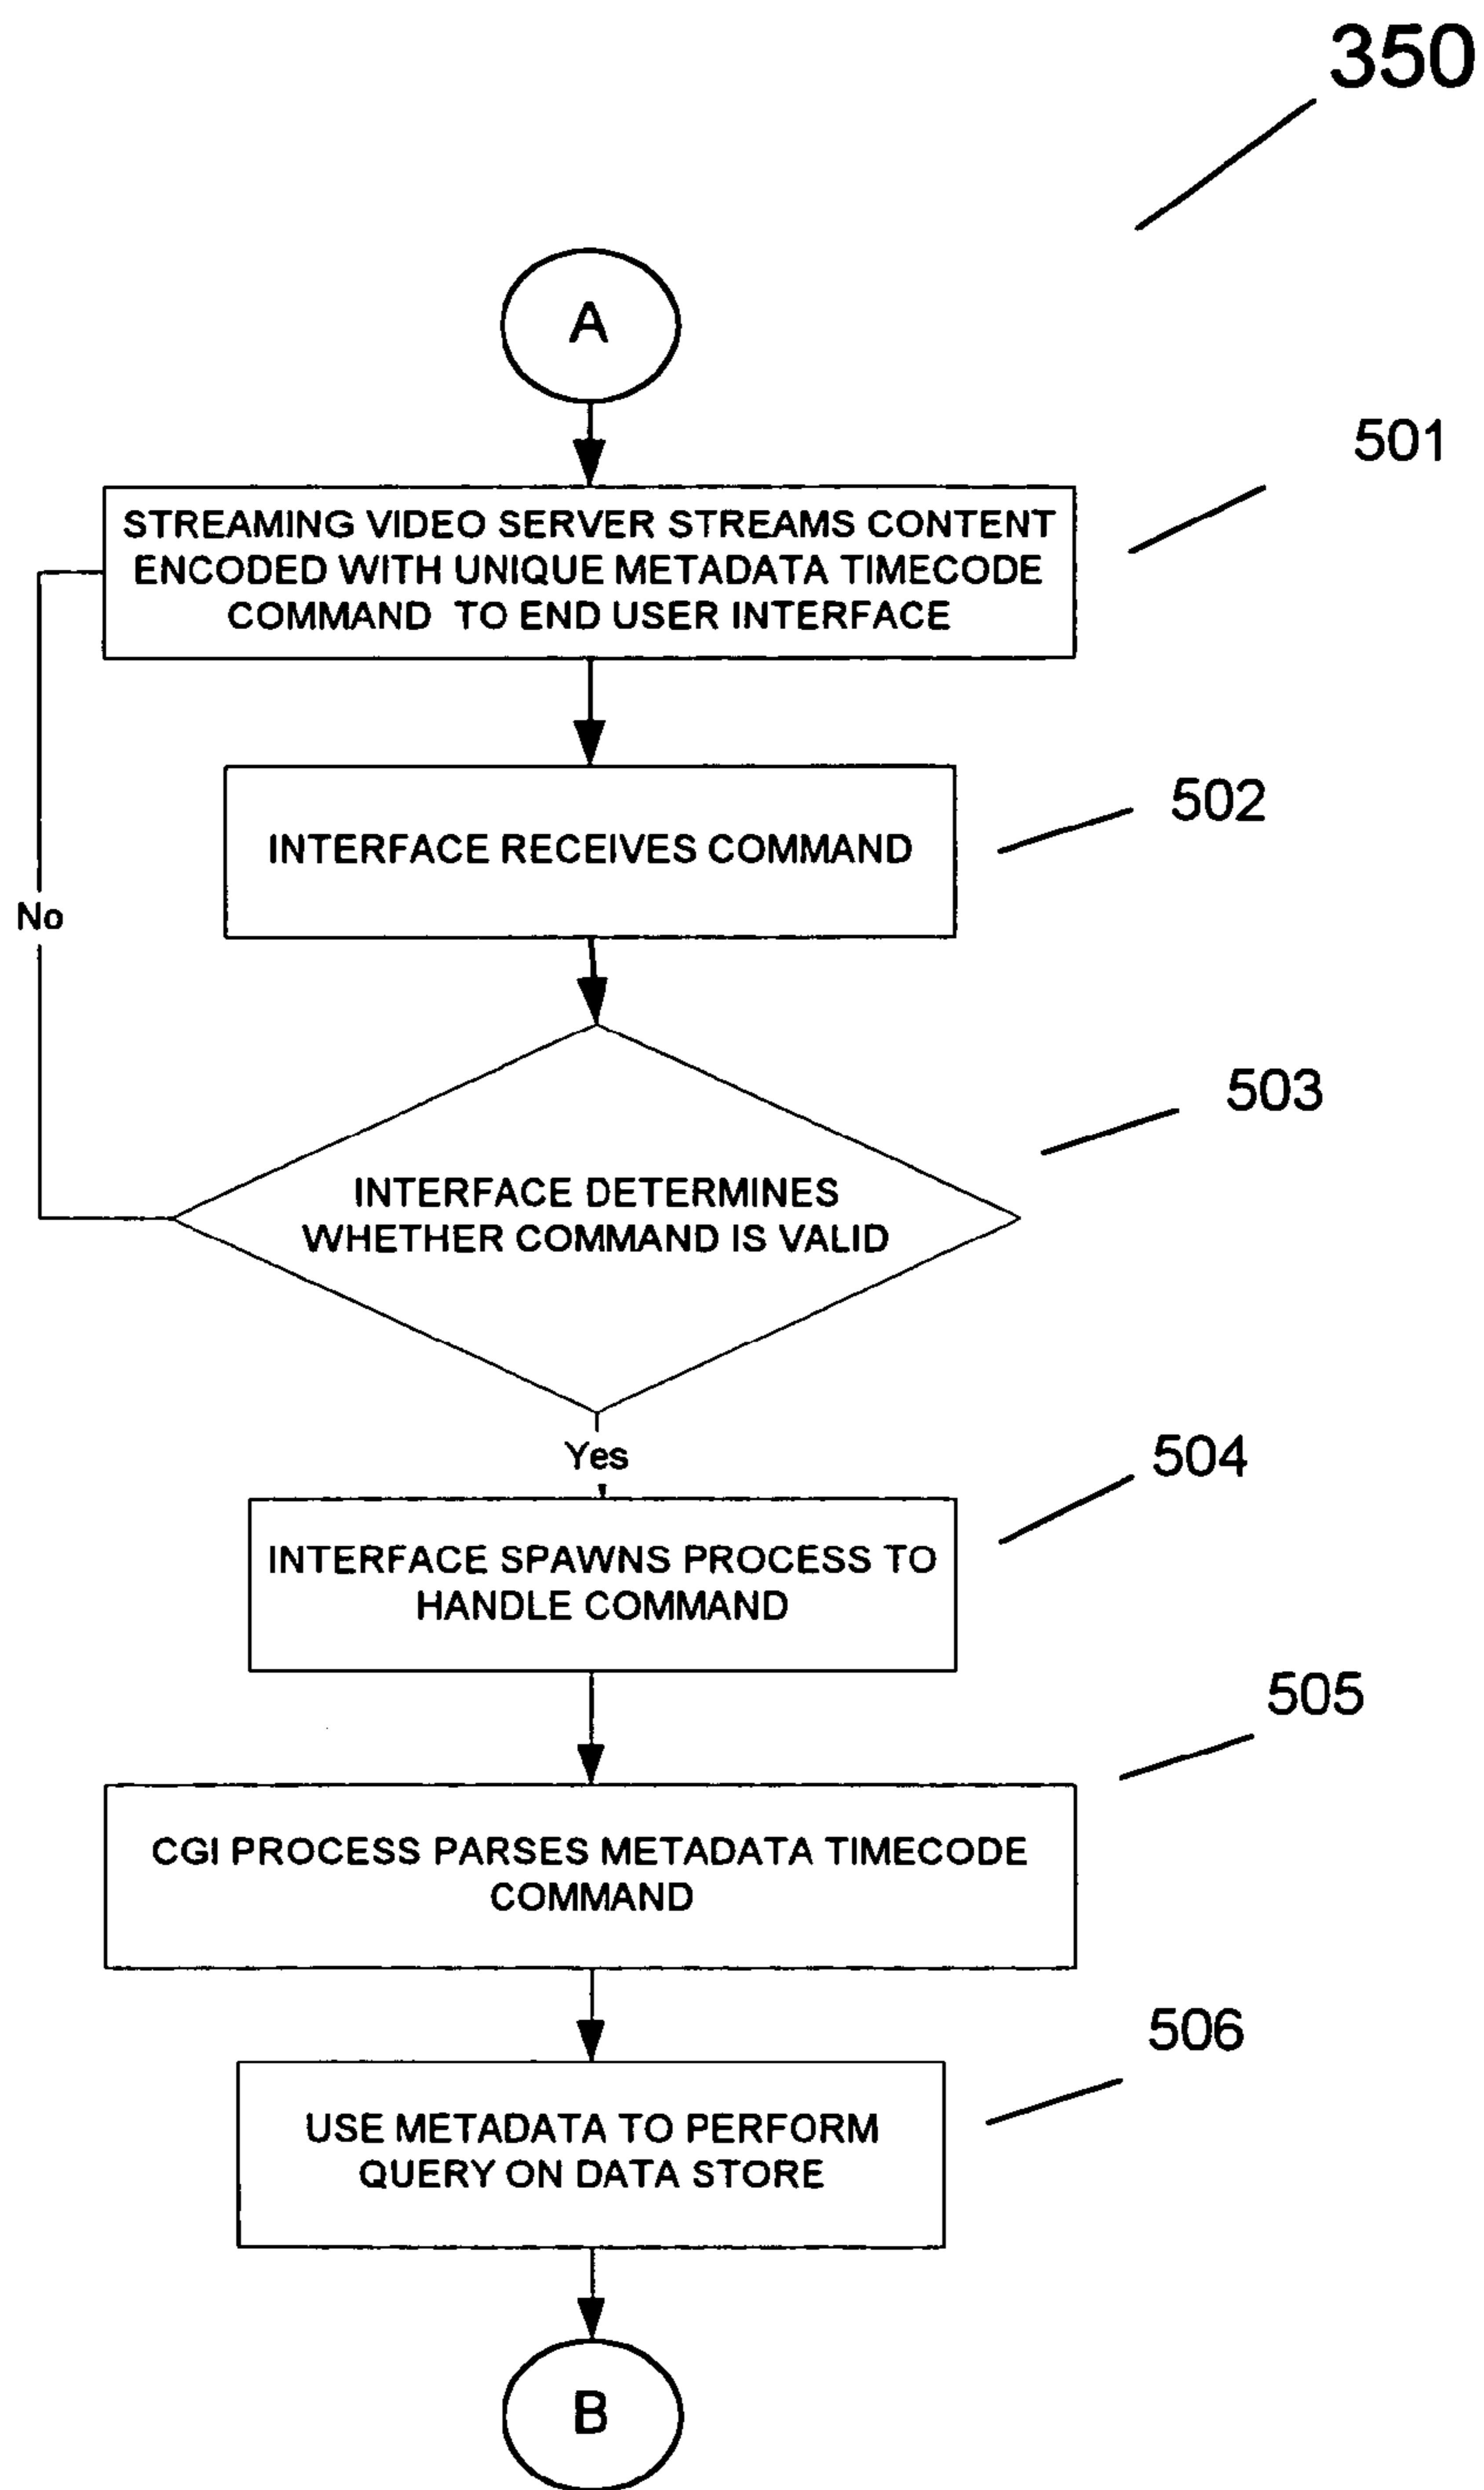 350
A
501
STREAMING VIDEO SERVER STREAMS CONTENT
ENCODED WITH UNIQUE METADATA TIMECODE
COMMAND TO END USER INTERFACE
502
INTERFACE RECEIVES COMMAND
No
503
INTERFACE DETERMINES
WHETHER COMMAND IS VALID
Yes
504
INTERFACE SPAWNS PROCESS TO
HANDLE COMMAND
505
CGI PROCESS PARSES METADATA TIMECODE
COMMAND
506
USE METADATA TO PERFORM
QUERY ON DATA STORE
B